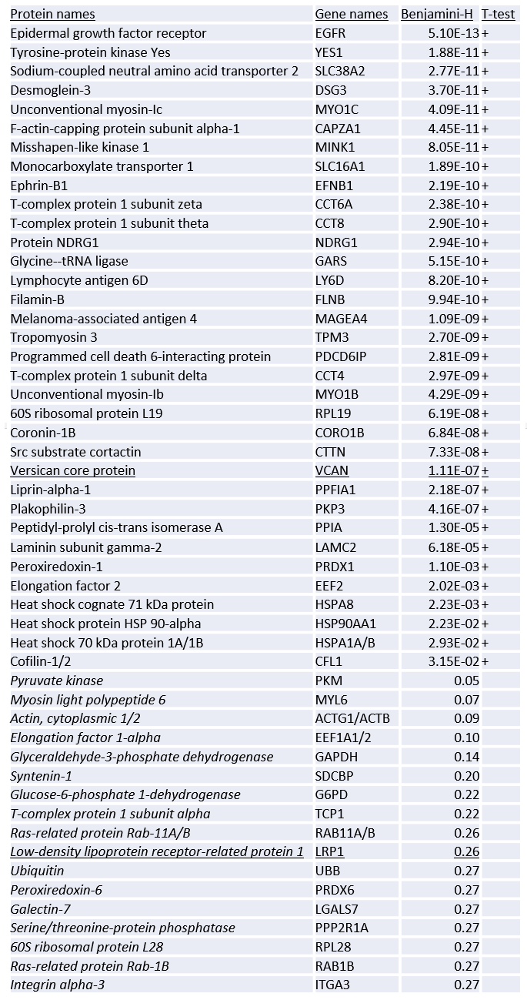 Protein names Gene names Benjamini-H T-test
Epidermal growth factor receptor EGFR 5.10E-13 +
Tyrosine-protein kinase Yes YES1 1.88E-11 +
Sodium-coupled neutral amino acid transporter 2 SLC38A2 2.77E-11 +
Desmoglein-3 DSG3 3.70E-11 +
Unconventional myosin-Ic MYO1C 4.09E-11 +
F-actin-capping protein subunit alpha-1 CAPZA1 4.45E-11 +
Misshapen-like kinase 1 MINK1 8.05E-11 +
Monocarboxylate transporter 1 SLC16A1 1.89E-10 +
Ephrin-B1 EFNB1 2.19E-10 +
T-complex protein 1 subunit zeta CCT6A 2.38E-10 +
T-complex protein 1 subunit theta CCT8 2.90E-10 +
Protein NDRG1 NDRG1 2.94E-10 +
Glycine--tRNA ligase GARS 5.15E-10 +
Lymphocyte antigen 6D LY6D 8.20E-10 +
Filamin-B FLNB 9.94E-10 +
Melanoma-associated antigen 4 MAGEA4 1.09E-09 +
Tropomyosin 3 TPM3 2.70E-09 +
Programmed cell death 6-interacting protein PDCD6IP 2.81E-09 +
T-complex protein 1 subunit delta CCT4 2.97E-09 +
Unconventional myosin-Ib MYO1B 4.29E-09 +
60S ribosomal protein L19 RPL19 6.19E-08 +
Coronin-1B CORO1B 6.84E-08 +
Src substrate cortactin CTTN 7.33E-08 +
Versican core protein VCAN 1.11E-07 +
Liprin-alpha-1 PPFIA1 2.18E-07 +
Plakophilin-3 PKP3 4.16E-07 +
Peptidyl-prolyl cis-trans isomerase A PPIA 1.30E-05 +
Laminin subunit gamma-2 LAMC2 6.18E-05 +
Peroxiredoxin-1 PRDX1 1.10E-03 +
Elongation factor 2 EEF2 2.02E-03 +
Heat shock cognate 71 kDa protein HSPA8 2.23E-03 +
Heat shock protein HSP 90-alpha HSP90AA1 2.23E-02 +
Heat shock 70 kDa protein 1A/1B HSPA1A/B 2.93E-02 +
Cofilin-1/2 CFL1 3.15E-02 +
Pyruvate kinase PKM 0.05
Myosin light polypeptide 6 MYL6 0.07
Actin, cytoplasmic 1/2 ACTG1/ACTB 0.09
Elongation factor 1-alpha EEF1A1/2 0.10
Glyceraldehyde-3-phosphate dehydrogenase GAPDH 0.14
Syntenin-1 SDCBP 0.20
Glucose-6-phosphate 1-dehydrogenase G6PD 0.22
T-complex protein 1 subunit alpha TCP1 0.22
Ras-related protein Rab-11A/B RAB11A/B 0.26
Low-density lipoprotein receptor-related protein 1 LRP1 0.26
Ubiquitin UBB 0.27
Peroxiredoxin-6 PRDX6 0.27
Galectin-7 LGALS7 0.27
Serine/threonine-protein phosphatase PPP2R1A 0.27
60S ribosomal protein L28 RPL28 0.27
Ras-related protein Rab-1B RAB1B 0.27
Integrin alpha-3 ITGA3 0.27